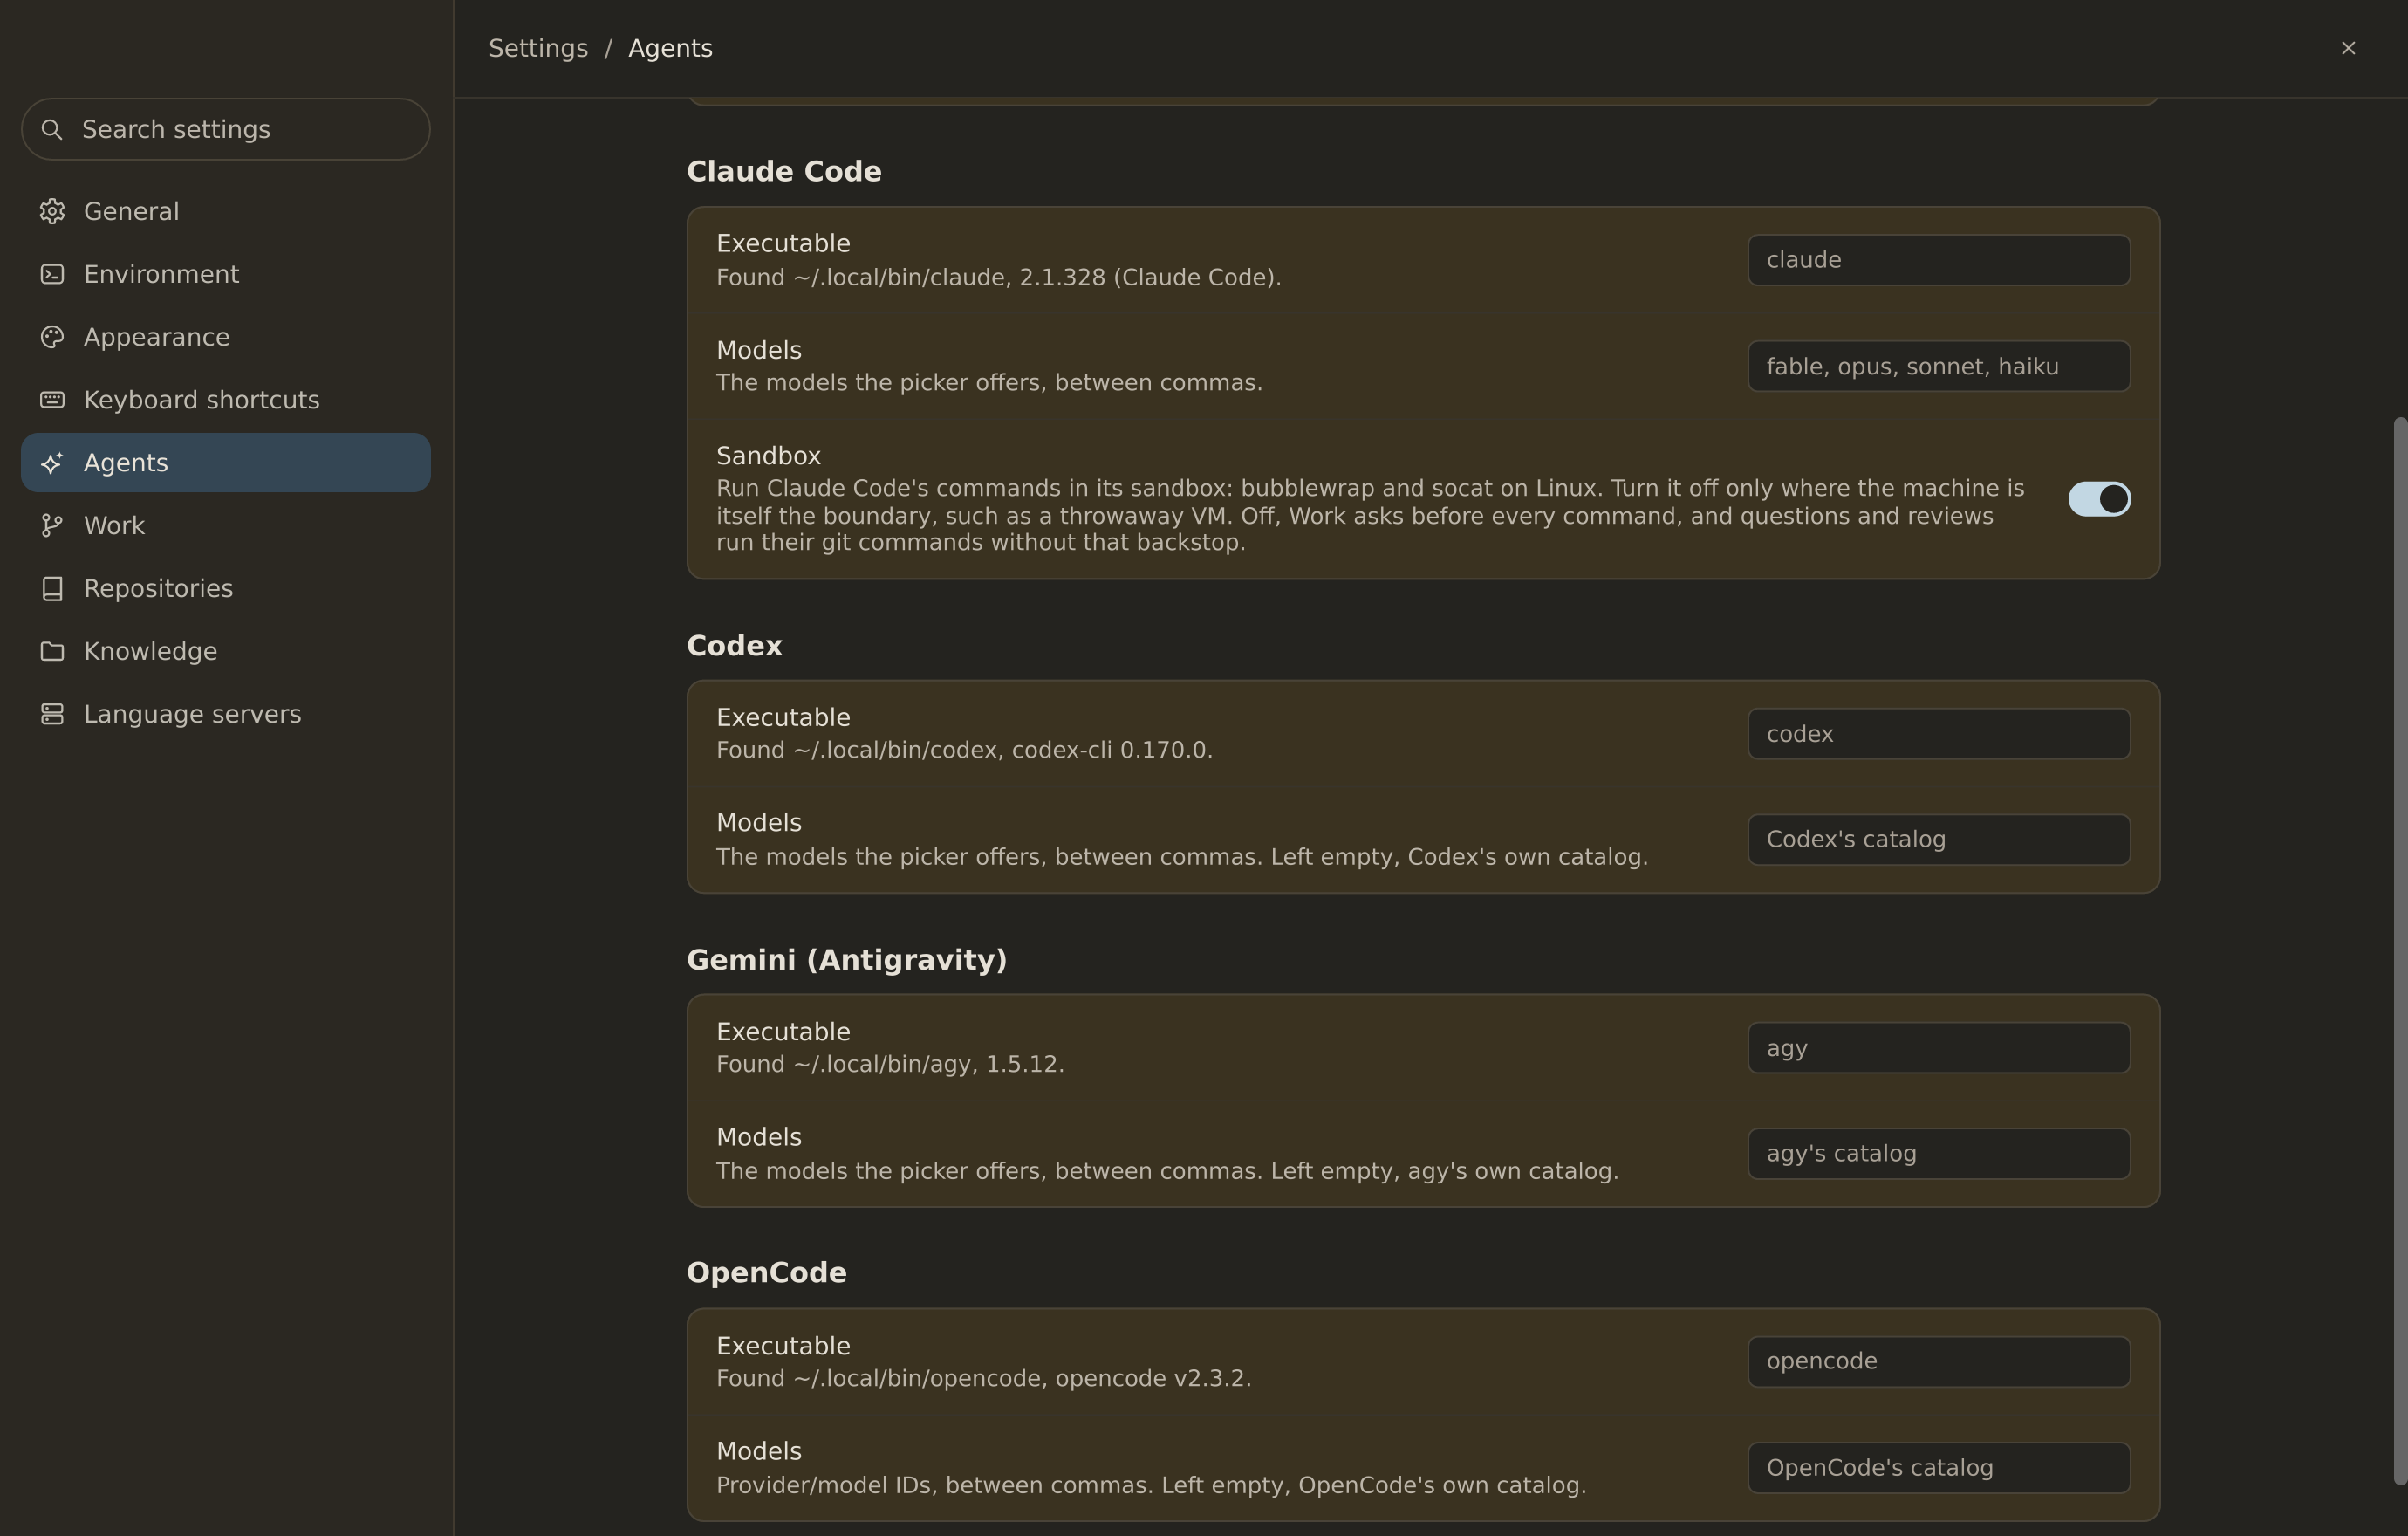 Settings / Agents
Search settings
General
Environment
Appearance
Keyboard shortcuts
Agents
Work
Repositories
Knowledge
Language servers
Claude Code
Executable
Found ~/.local/bin/claude, 2.1.328 (Claude Code).
claude
Models
The models the picker offers, between commas.
fable, opus, sonnet, haiku
Sandbox
Run Claude Code's commands in its sandbox: bubblewrap and socat on Linux. Turn it off only where the machine is
itself the boundary, such as a throwaway VM. Off, Work asks before every command, and questions and reviews
run their git commands without that backstop.
Codex
Executable
Found ~/.local/bin/codex, codex-cli 0.170.0.
codex
Models
The models the picker offers, between commas. Left empty, Codex's own catalog.
Codex's catalog
Gemini (Antigravity)
Executable
Found ~/.local/bin/agy, 1.5.12.
agy
Models
The models the picker offers, between commas. Left empty, agy's own catalog.
agy's catalog
OpenCode
Executable
Found ~/.local/bin/opencode, opencode v2.3.2.
opencode
Models
Provider/model IDs, between commas. Left empty, OpenCode's own catalog.
OpenCode's catalog